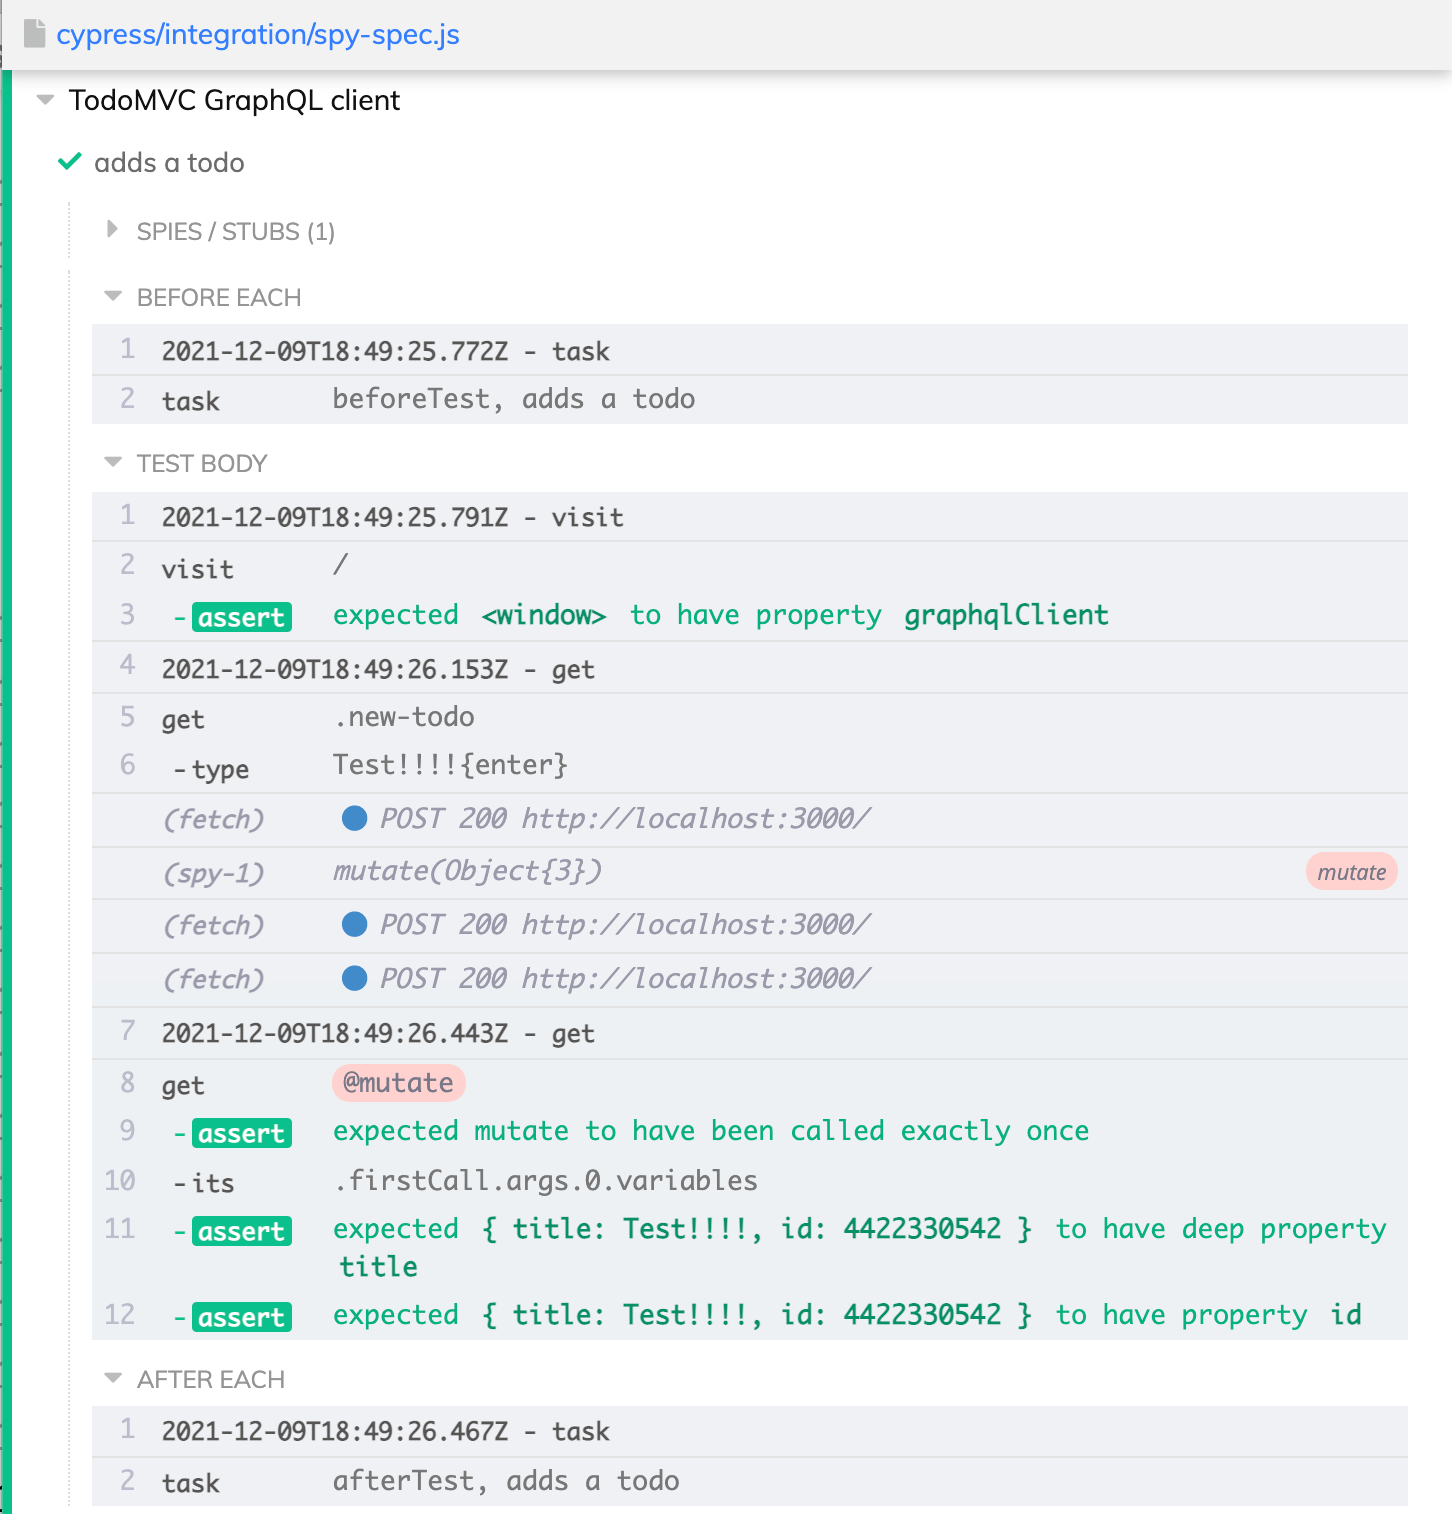 cypress/integration/spy-spec.js
TodoMVC GraphQL client
adds a todo
SPIES / STUBS (1)
BEFORE EACH
1 2021-12-09T18:49:25.772Z - task
2 task beforeTest, adds a todo
TEST BODY
1 2021-12-09T18:49:25.791Z - visit
2 visit /
3 -assert expected <window> to have property graphqlClient
4 2021-12-09T18:49:26.153Z - get
5 get .new-todo
6 -type Test!!!!{enter}
(fetch) POST 200 http://localhost:3000/
(spy-1) mutate(Object{3}) mutate
(fetch) POST 200 http://localhost:3000/
(fetch) POST 200 http://localhost:3000/
7 2021-12-09T18:49:26.443Z - get
8 get @mutate
9 -assert expected mutate to have been called exactly once
10 -its .firstCall.args.0.variables
11 -assert expected { title: Test!!!!, id: 4422330542 } to have deep property
title
12 -assert expected { title: Test!!!!, id: 4422330542 } to have property id
AFTER EACH
1 2021-12-09T18:49:26.467Z - task
2 task afterTest, adds a todo